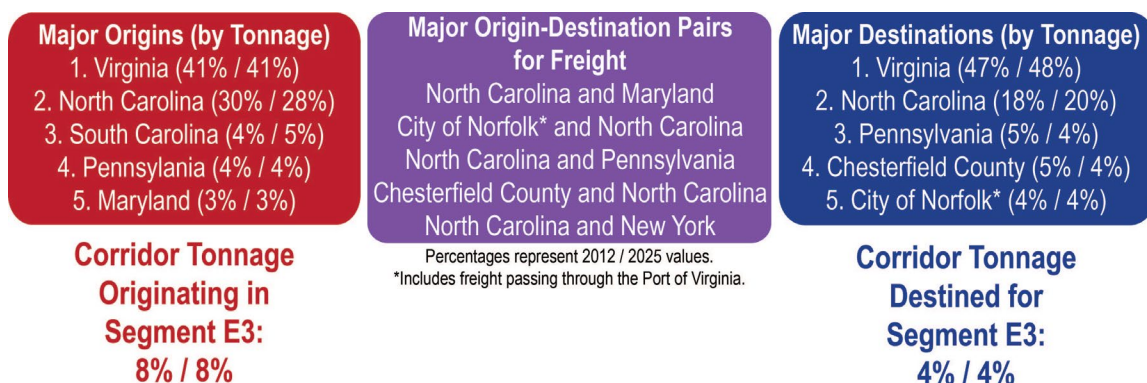 Major Origins (by Tonnage)
1. Virginia (41% / 41%)
2. North Carolina (30% / 28%)
3. South Carolina (4% / 5%)
4. Pennsylania (4% / 4%)
5. Maryland (3% / 3%)
Corridor Tonnage
Originating in
Segment E3:
8% / 8%
Major Origin-Destination Pairs
for Freight
North Carolina and Maryland
City of Norfolk* and North Carolina
North Carolina and Pennsylvania
Chesterfield County and North Carolina
North Carolina and New York
Percentages represent 2012 / 2025 values.
*Includes freight passing through the Port of Virginia.
Major Destinations (by Tonnage)
1. Virginia (47% / 48%)
2. North Carolina (18% / 20%)
3. Pennsylvania (5% / 4%)
4. Chesterfield County (5% / 4%)
5. City of Norfolk* (4% / 4%)
Corridor Tonnage
Destined for
Segment E3:
4% / 4%